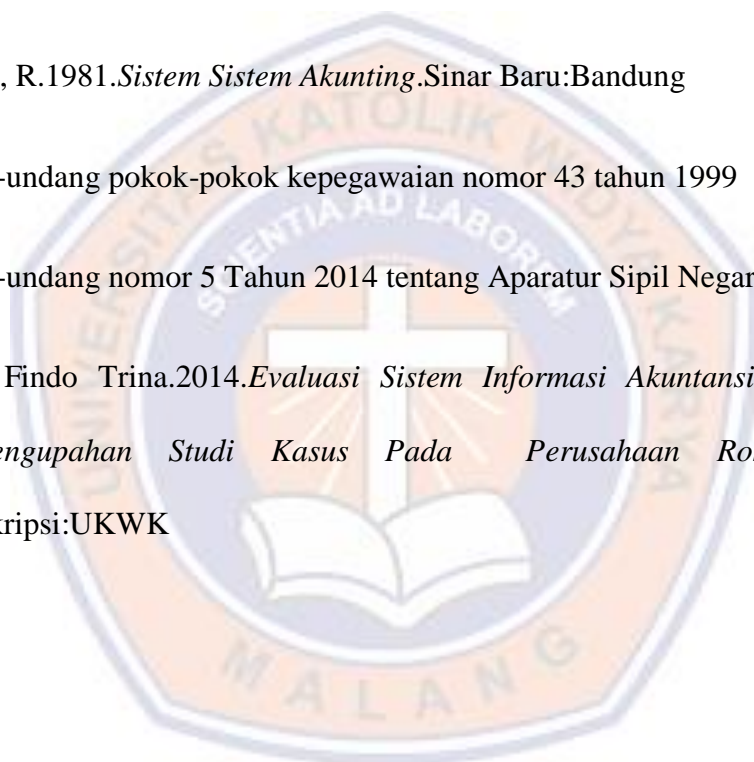 , R.1981.Sistem Sistem Akunting.Sinar Baru:Bandung
-undang pokok-pokok kepegawaian nomor 43 tahun 1999
-undang nomor 5 Tahun 2014 tentang Aparatur Sipil Negar
Findo Trina.2014.Evaluasi Sistem Informasi Akuntansi
engupahan Studi Kasus Pada Perusahaan Ro
kripsi:UKWK
UNIVERSITAS KATOLIK WIDYA KARYA
SCIENTIA AD LABOREM
MALANG